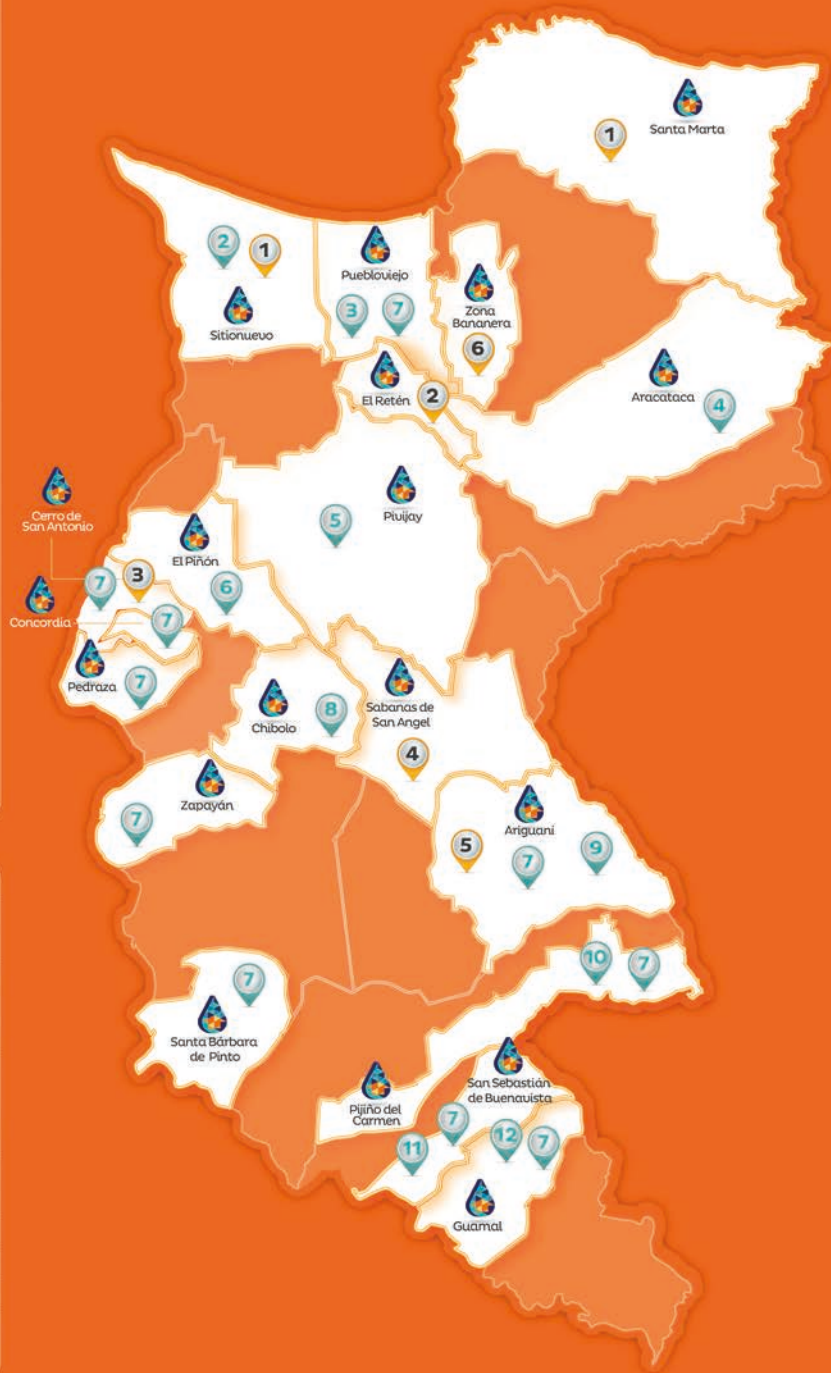 Santa Marta
1
2
1
Sitionuevo
Puebloviejo
3
7
Zona
Bananera
6
El Retén
2
Aracataca
4
Pivijay
5
Cerro de
San Antonio
El Piñón
7
3
6
Concordia
7
Pedraza
7
Chibolo
8
Sabanas de
San Angel
4
Zapayán
7
Ariguaní
5
7
9
10
7
7
Santa Bárbara
de Pinto
San Sebastián
de Buenavista
Pijiño del
Carmen
11
7
12
7
Guamal